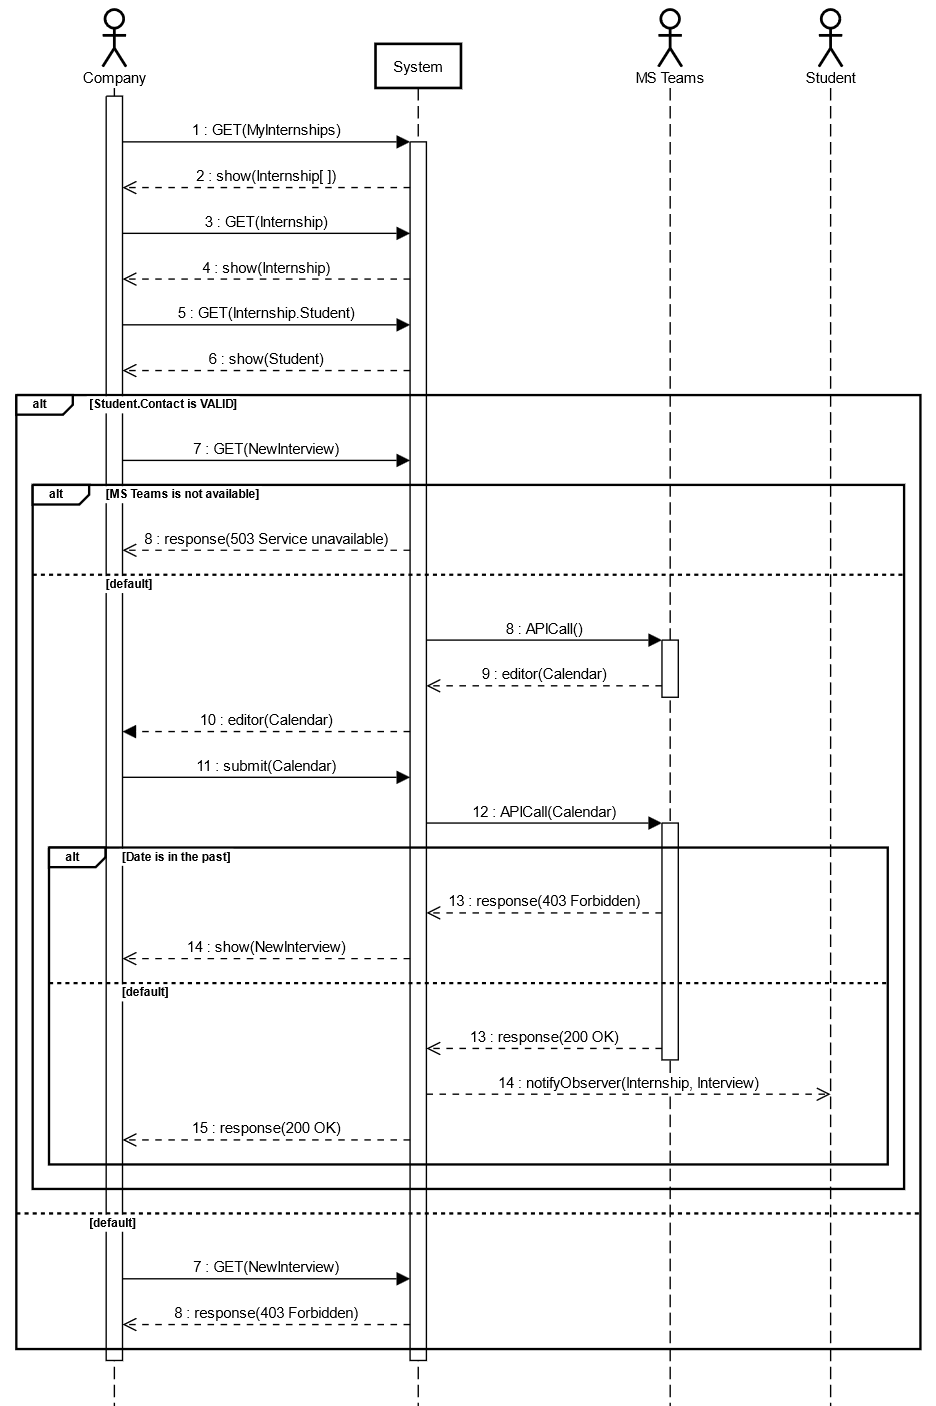 Company
System
MS Teams
Student
1 : GET(MyInternships)
2 : show(Internship[ ])
3 : GET(Internship)
4 : show(Internship)
5 : GET(Internship.Student)
6 : show(Student)
alt
[Student.Contact is VALID]
7 : GET(NewInterview)
alt
[MS Teams is not available]
8 : response(503 Service unavailable)
[default]
8 : APICall()
9 : editor(Calendar)
10 : editor(Calendar)
11 : submit(Calendar)
12 : APICall(Calendar)
alt
[Date is in the past]
13 : response(403 Forbidden)
14 : show(NewInterview)
[default]
13 : response(200 OK)
14 : notifyObserver(Internship, Interview)
15 : response(200 OK)
[default]
7 : GET(NewInterview)
8 : response(403 Forbidden)